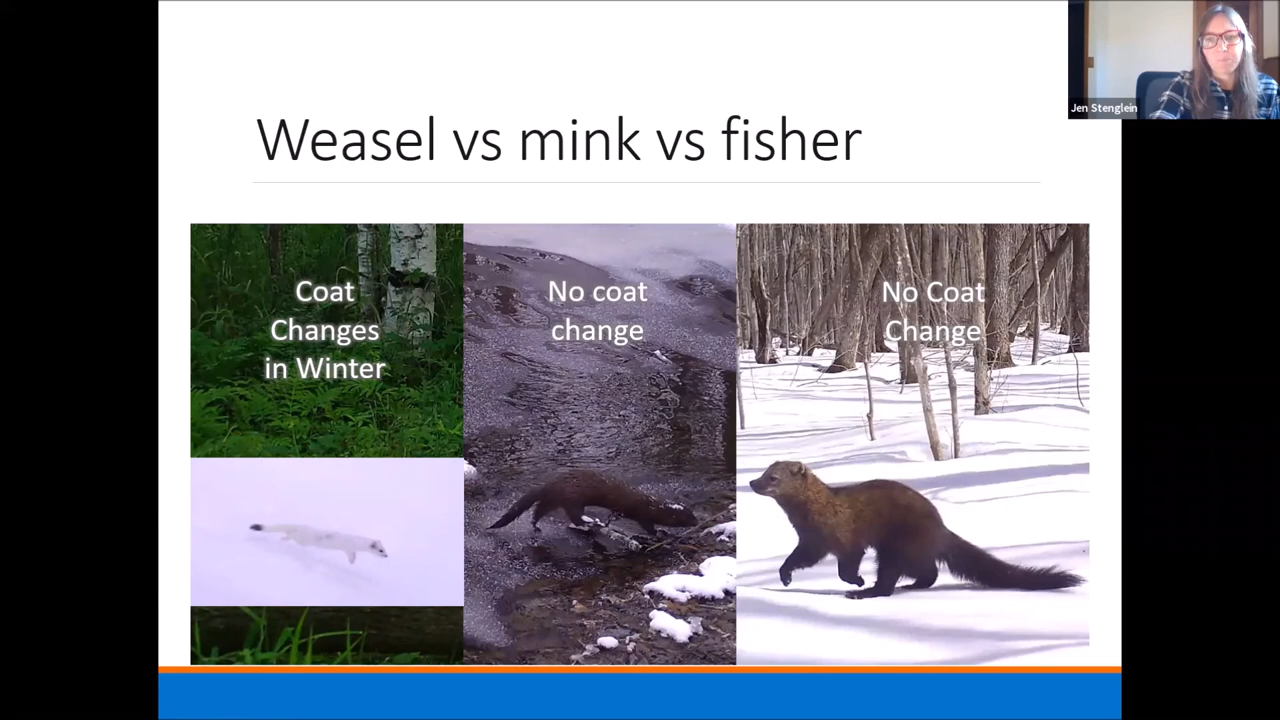 Jen Stenglein
Weasel vs mink vs fisher
Coat
Changes
in Winter
No coat
change
No Coat
Change